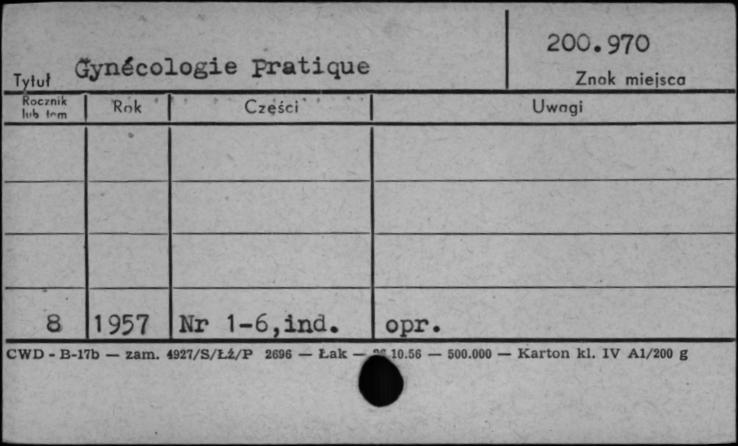 200.970
Gynécologie pratique
Tytuł
Znak miejsca
Rocznik lub tom Rok Części Uwagi
8 1957 Nr 1-6,ind. opr.
CWD - B-17b — zam. 4927/S/Łź/P 2696 — Łak — 10.56 — 500.000 — Karton kl. IV A1/200 g